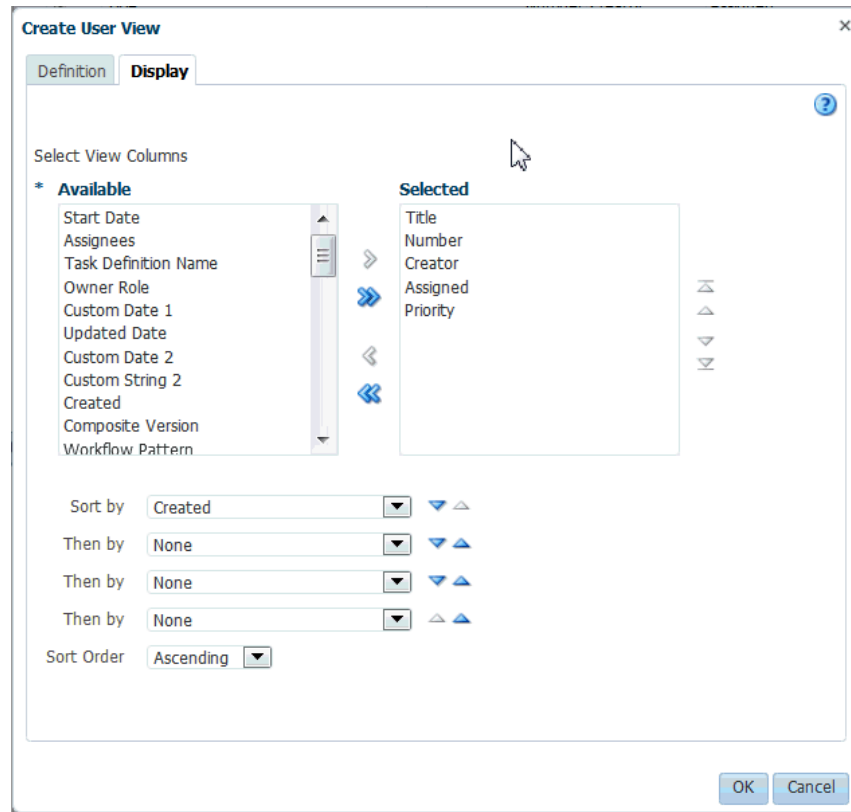 Create User View
Definition Display
Select View Columns
* Available
Start Date
Assignees
Task Definition Name
Owner Role
Custom Date 1
Updated Date
Custom Date 2
Custom String 2
Created
Composite Version
Workflow Pattern
Selected
Title
Number
Creator
Assigned
Priority
Sort by Created
Then by None
Then by None
Then by None
Sort Order Ascending
OK Cancel